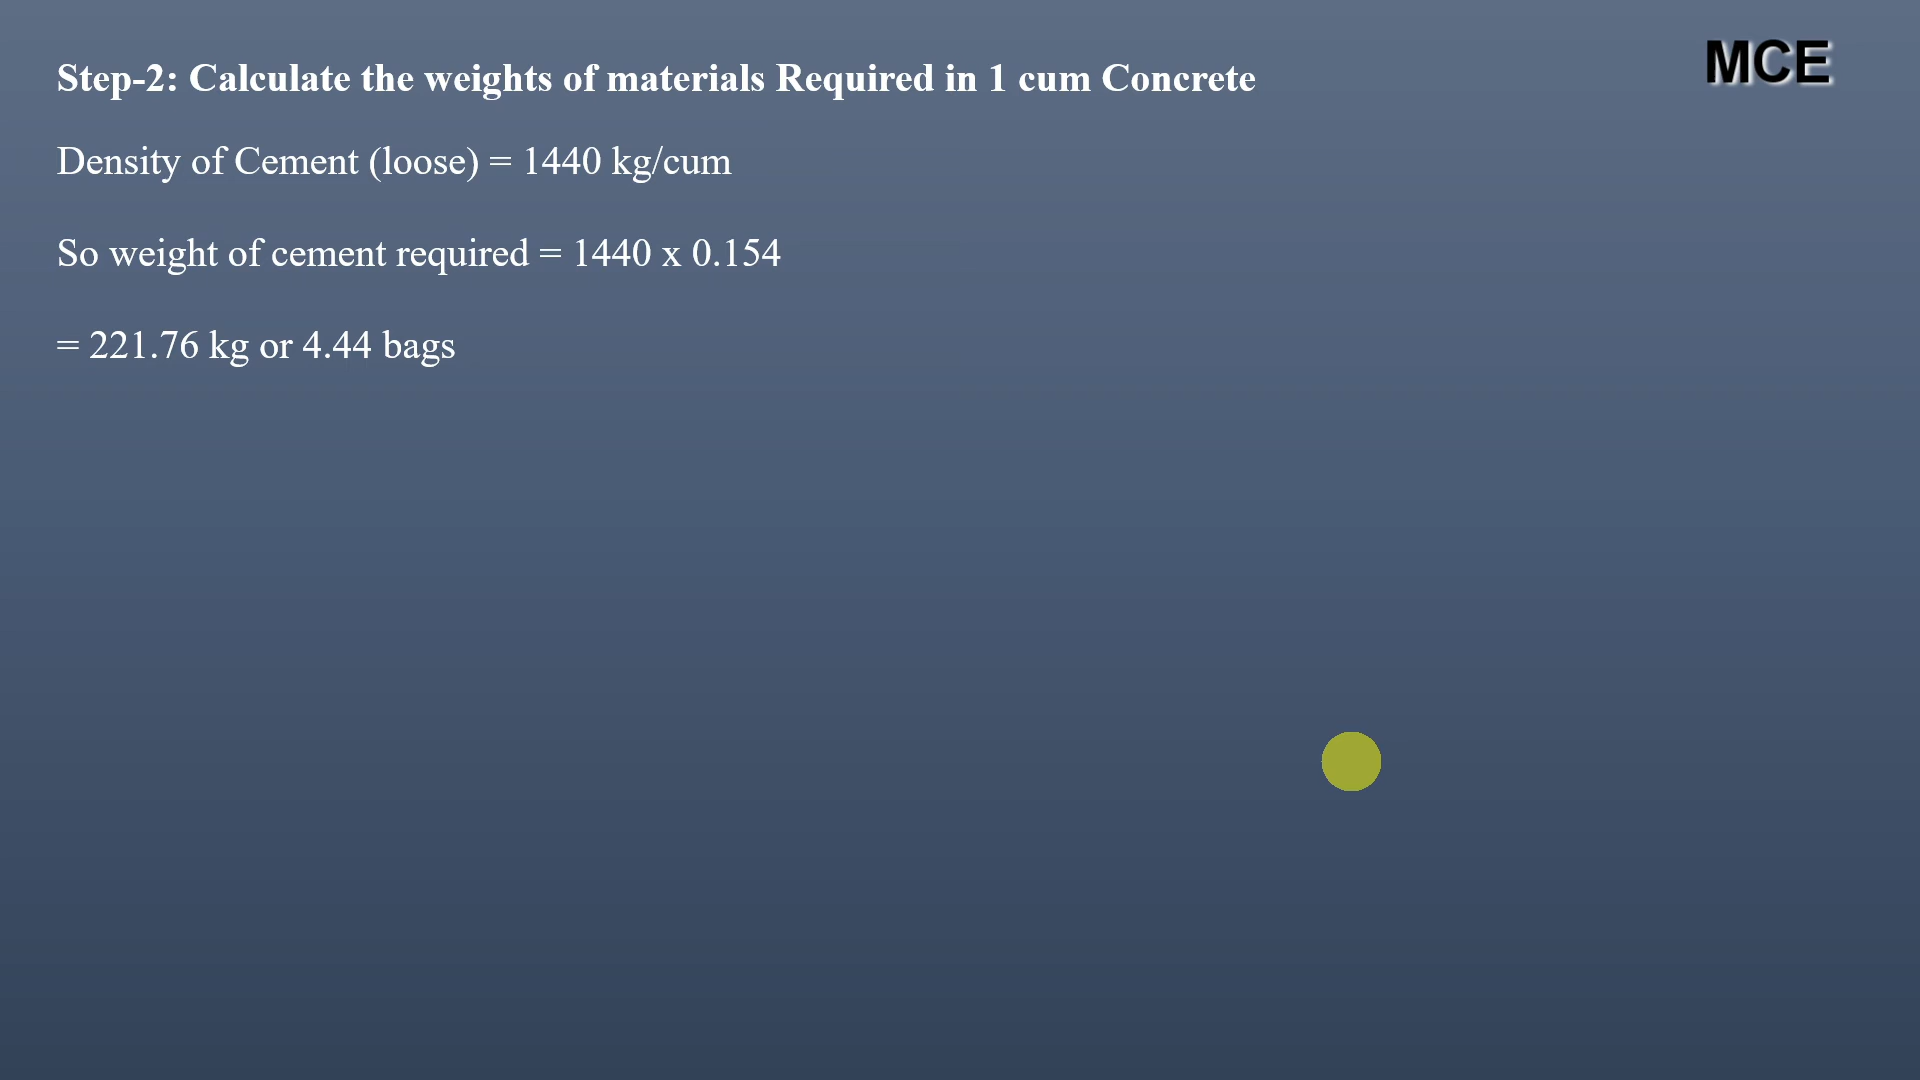 Step-2: Calculate the weights of materials Required in 1 cum Concrete
MCE
Density of Cement (loose) = 1440 kg/cum
So weight of cement required = 1440 x 0.154
= 221.76 kg or 4.44 bags